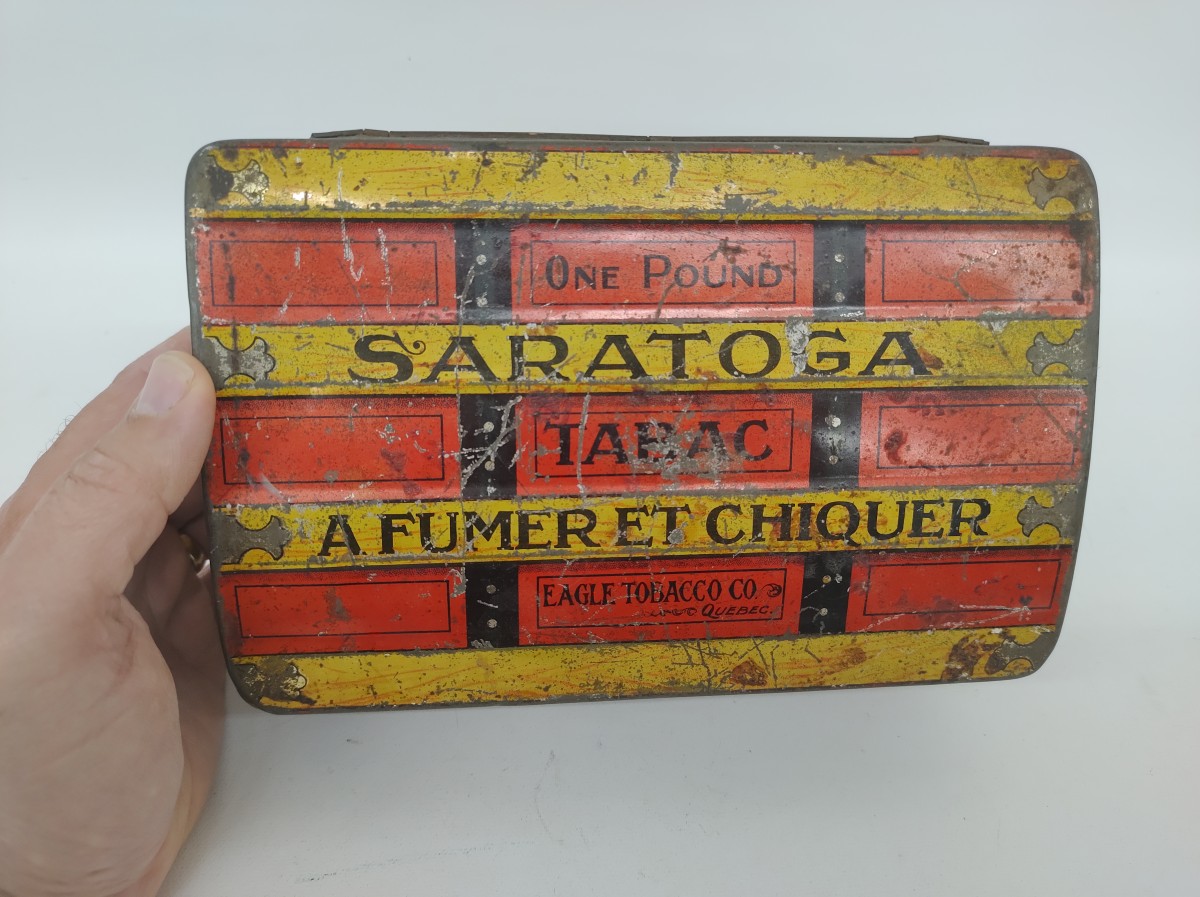 ONE POUND
SARATOGA
TABAC
A FUMER ET CHIQUER
EAGLE TOBACCO CO.
QUEBEC.